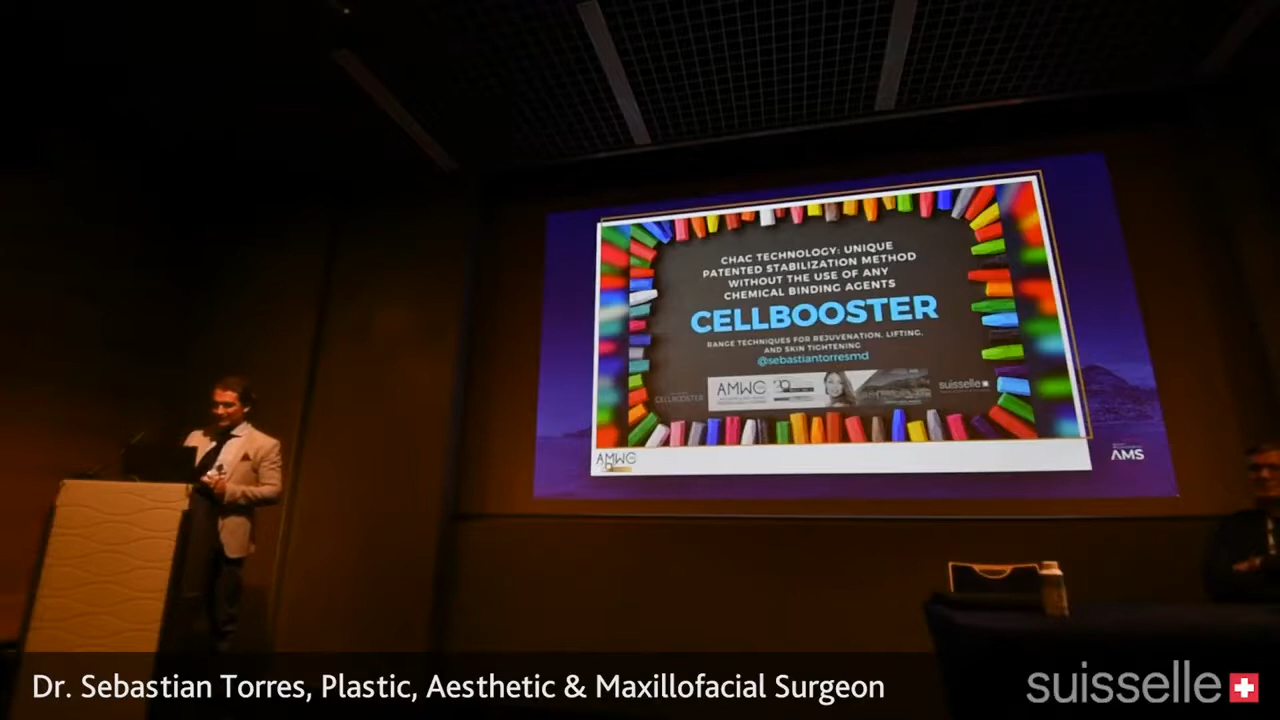 CHAC TECHNOLOGY: UNIQUE
PATENTED STABILIZATION METHOD
WITHOUT THE USE OF ANY
CHEMICAL BINDING AGENTS
CELLBOOSTER
RANGE TECHNIQUES FOR REJUVENATION, LIFTING,
AND SKIN TIGHTENING
@sebastiantorresmd
CELLBOOSTER
AMWC
suisselle
AMWC
AMS
Dr. Sebastian Torres, Plastic, Aesthetic & Maxillofacial Surgeon
suisselle